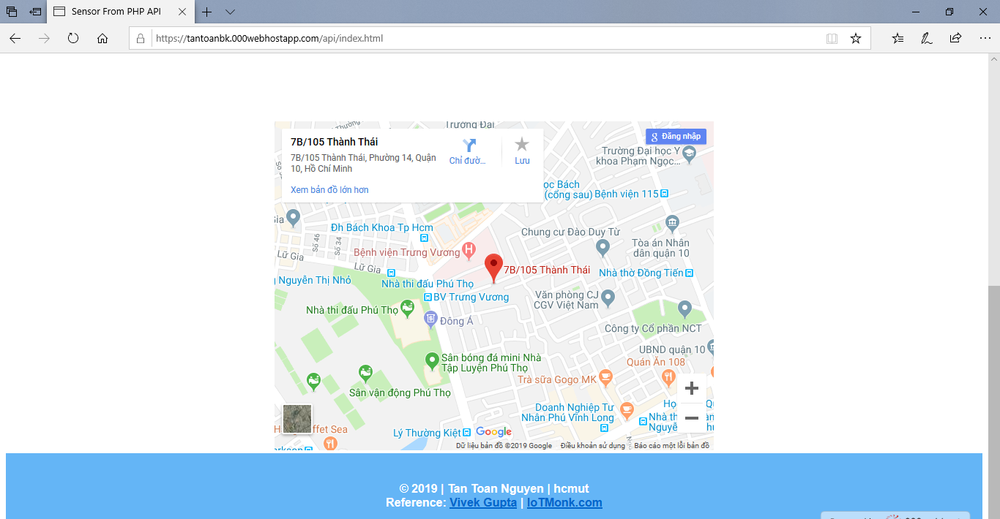 Sensor From PHP API
https://tantoanbk.000webhostapp.com/api/index.html
Trường Đại
7B/105 Thành Thái
7B/105 Thành Thái, Phường 14, Quận
10, Hồ Chí Minh
Xem bản đồ lớn hơn
Chỉ đườ...
Lưu
Đăng nhập
Trường Đại học Y
khoa Phạm Ngọc...
ọc Bách
(cổng sau)
Bệnh viện 115
Gia
Đh Bách Khoa Tp Hcm
Số 46
Số 34
Chung cư Đào Duy Từ
Tòa án Nhân
dân quận 10
Bệnh viện Trưng Vương
Lữ Gia
Lữ Gia
7B/105 Thành Thái
Nhà thờ Đồng Tiến
Nguyễn Thị Nhỏ
Nhà thi đấu Phú Thọ
BV Trưng Vương
Văn phòng CJ
CGV Việt Nam
Nhà thi đấu Phú Thọ
Đông Á
Công ty Cổ phần NCT
UBND quận 10
Quán Ăn 108
Sân bóng đá mini Nhà
Tập Luyện Phú Thọ
Trà sữa Gogo MK
Sân vận động Phú Thọ
Doanh Nghiệp Tư
Nhân Phú Vĩnh Long
Nhà th
Nguyễ
ffet Sea
Lý Thường Kiệt
Google
Dữ liệu bản đồ ©2019 Google
Điều khoản sử dụng
Báo cáo một lỗi bản đồ
© 2019 | Tan Toan Nguyen | hcmut
Reference: Vivek Gupta | IoTMonk.com